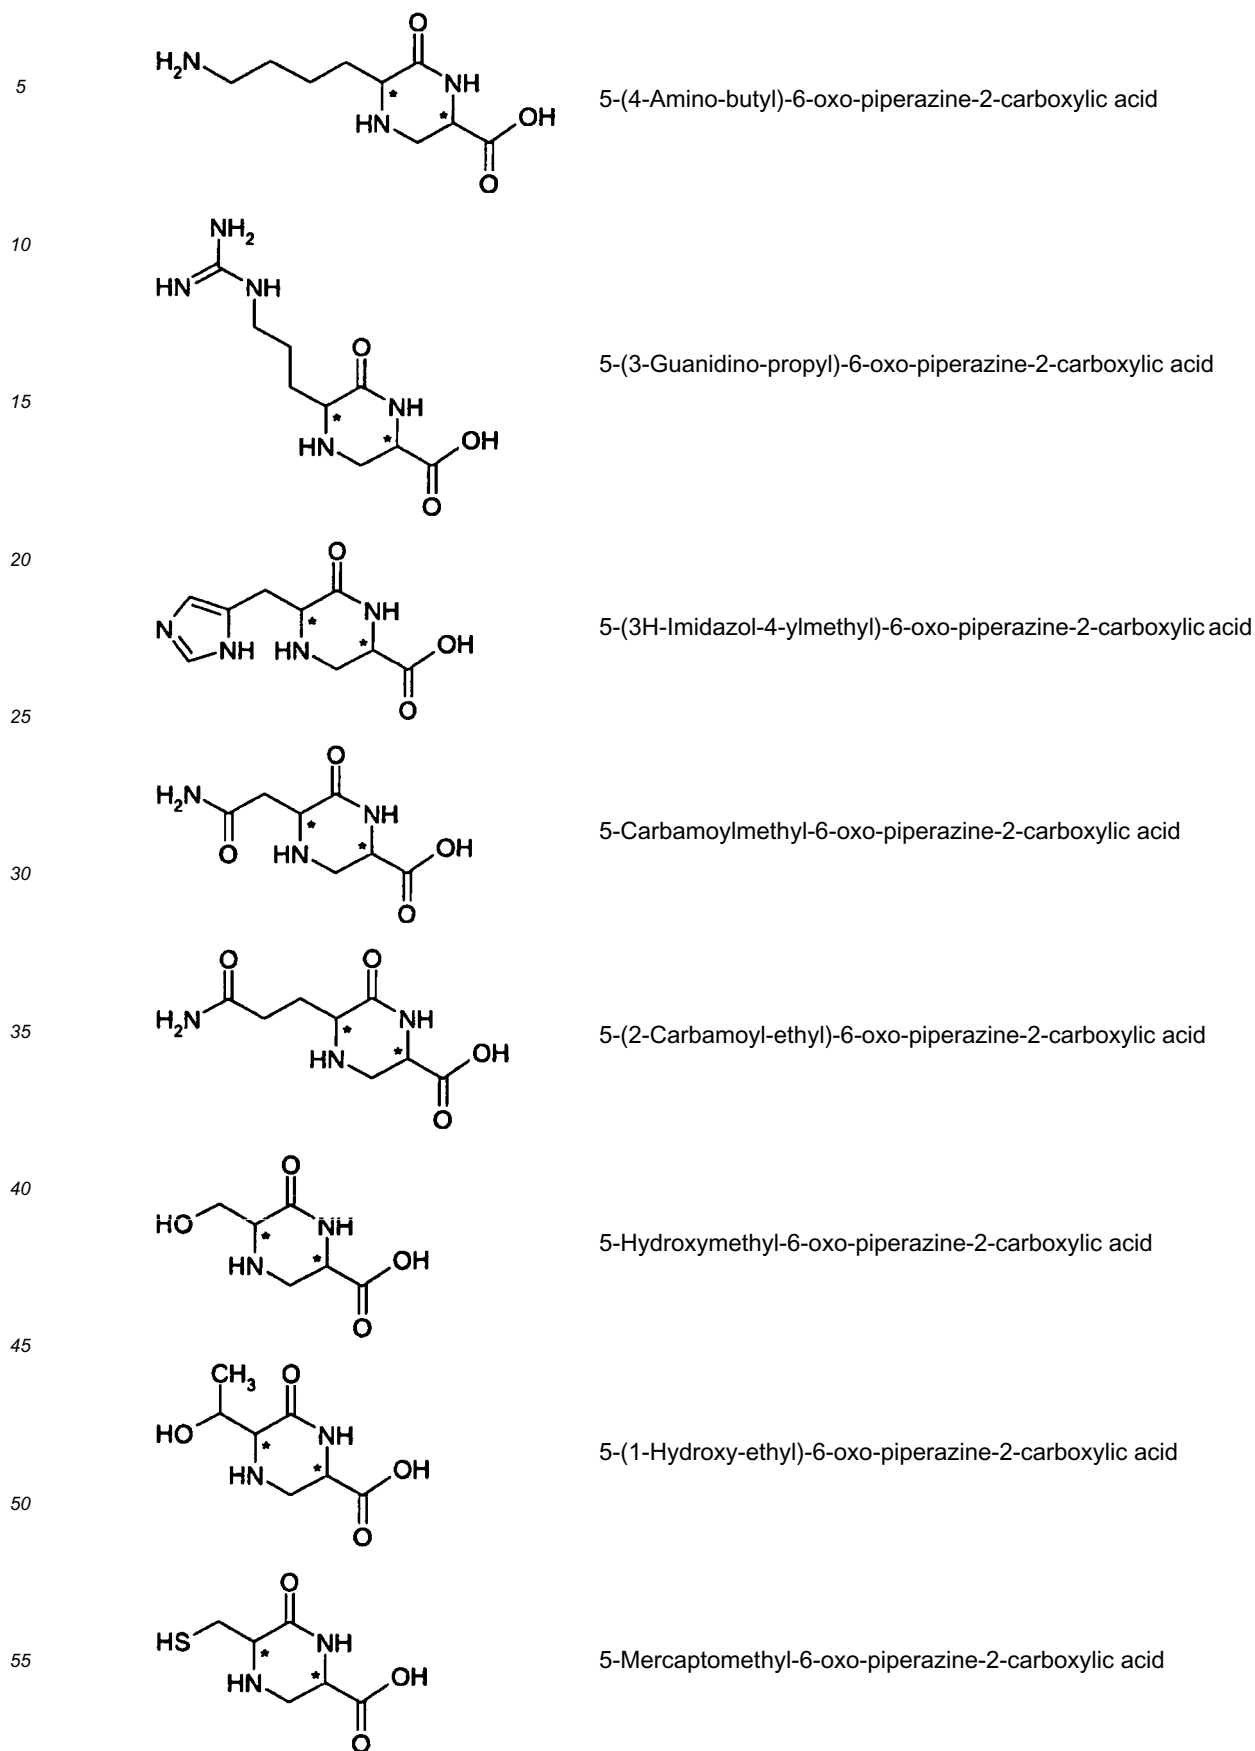 O
H2N
5
NH
5-(4-Amino-butyl)-6-oxo-piperazine-2-carboxylic acid
*
HN
*
OH
O
NH2
10
HN
NH
O
5-(3-Guanidino-propyl)-6-oxo-piperazine-2-carboxylic acid
15
NH
*
HN
*
OH
O
20
O
NH
5-(3H-Imidazol-4-ylmethyl)-6-oxo-piperazine-2-carboxylic acid
N
*
NH
HN
*
OH
O
25
O
H2N
NH
*
5-Carbamoylmethyl-6-oxo-piperazine-2-carboxylic acid
O
HN
*
OH
30
O
O
O
H2N
NH
35
*
5-(2-Carbamoyl-ethyl)-6-oxo-piperazine-2-carboxylic acid
HN
*
OH
O
O
40
HO
NH
*
5-Hydroxymethyl-6-oxo-piperazine-2-carboxylic acid
HN
*
OH
O
45
CH3
O
HO
NH
*
5-(1-Hydroxy-ethyl)-6-oxo-piperazine-2-carboxylic acid
HN
*
OH
50
O
O
HS
NH
*
55
5-Mercaptomethyl-6-oxo-piperazine-2-carboxylic acid
HN
*
OH
O